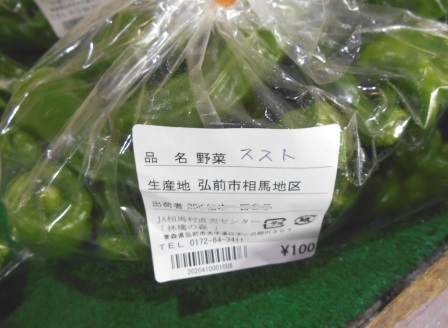 品 名 野菜 ススト
生産地 弘前市相馬地区
出荷者
JA相馬村直売センター
「林檎の森」
TEL 0172-84-3411
¥100
2020410001008